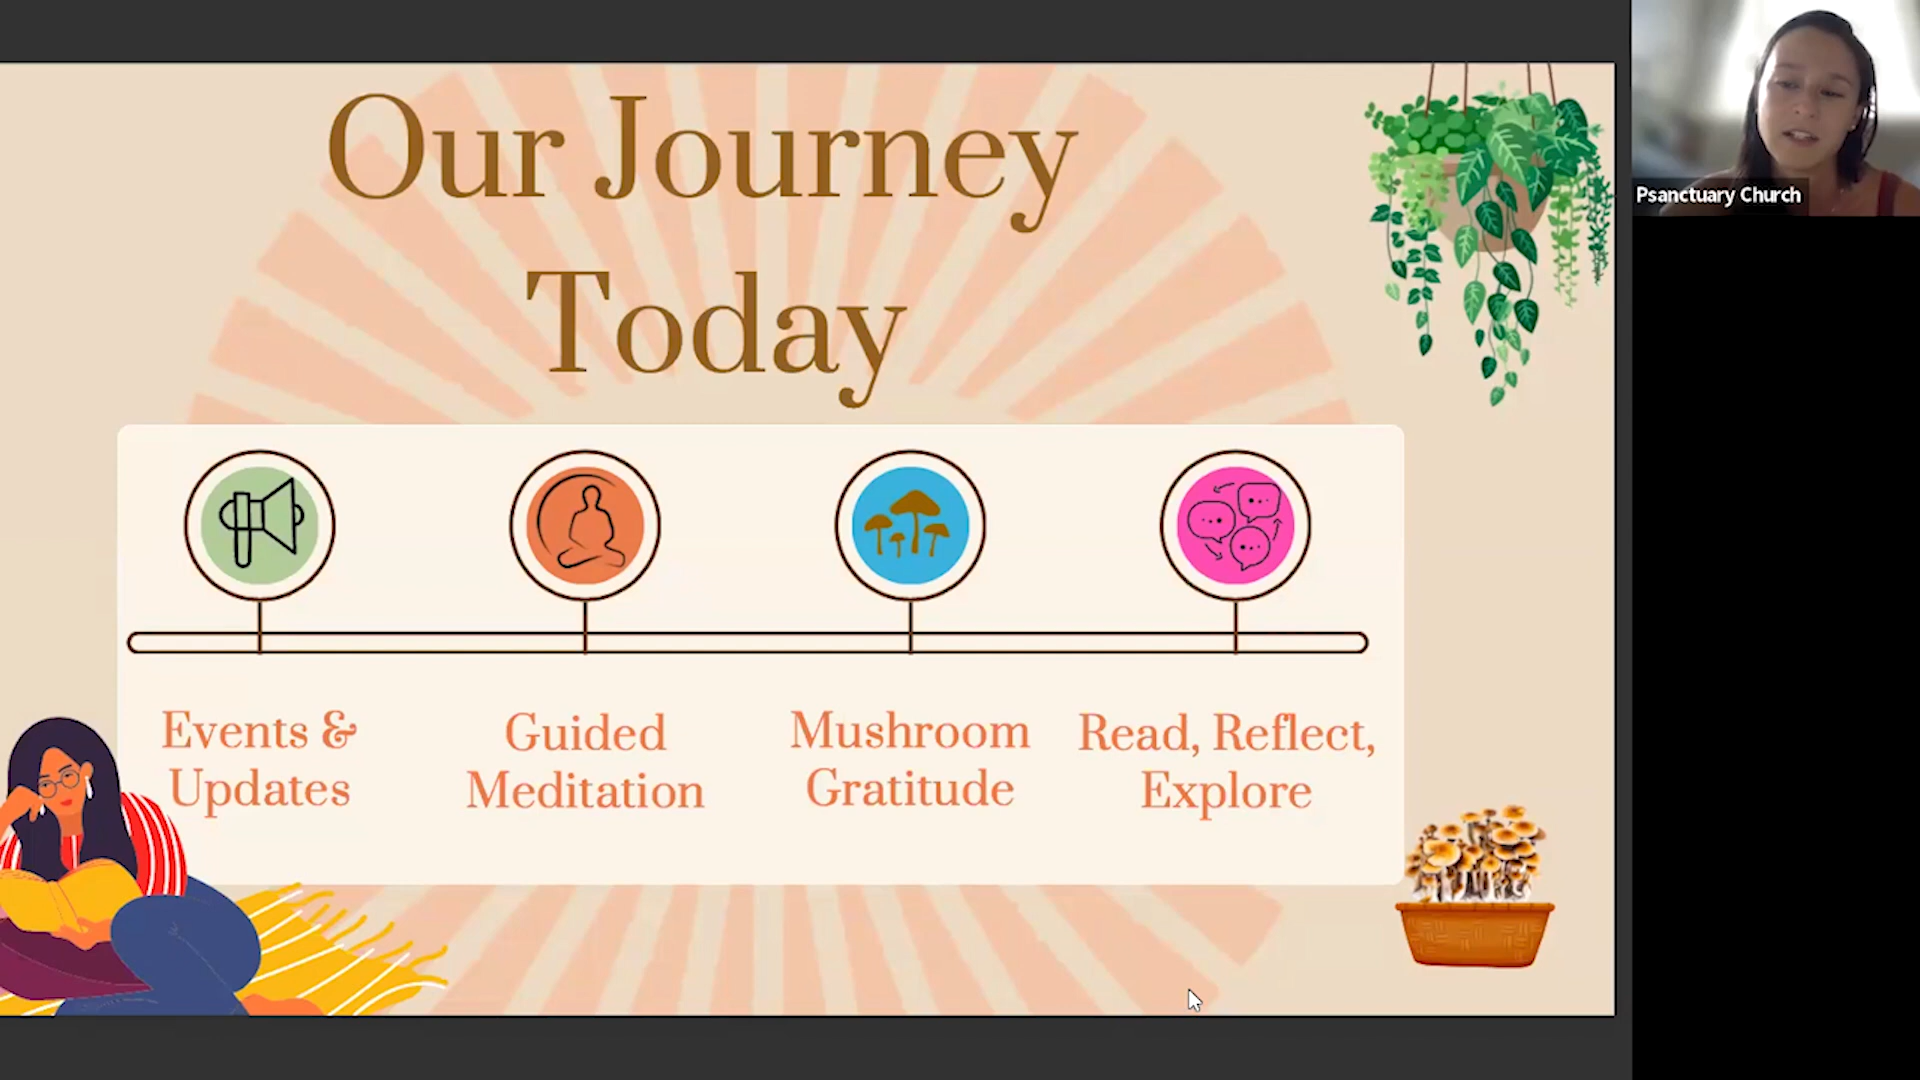 Our Journey
Today
Events &
Updates
Guided
Meditation
Mushroom
Gratitude
Read, Reflect,
Explore
Psanctuary Church